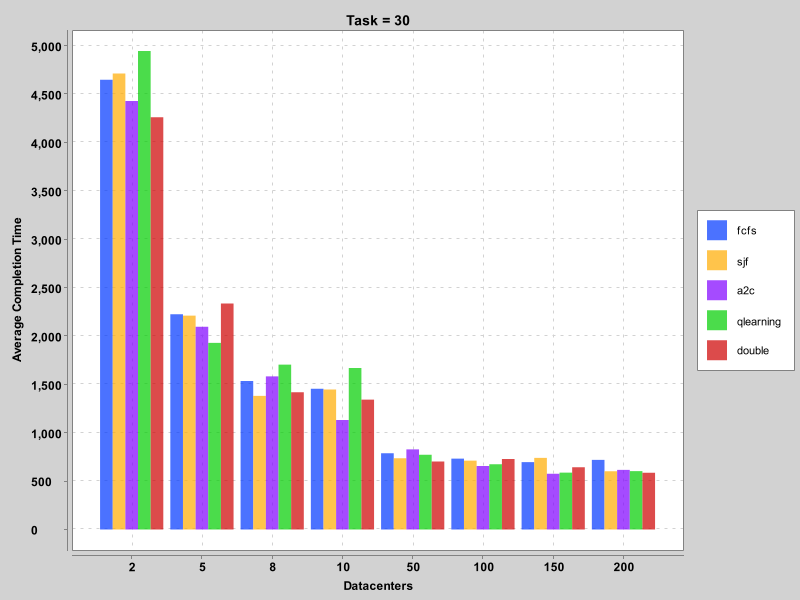 Task = 30
Average Completion Time
5,000
4,500
4,000
3,500
3,000
2,500
2,000
1,500
1,000
500
0
2 5 8 10 50 100 150 200
Datacenters
fcfs
sjf
a2c
qlearning
double